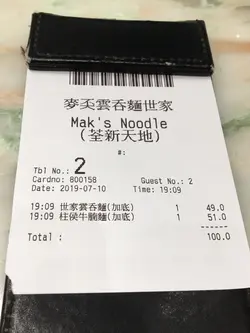 麥奀雲吞麵世家
Mak's Noodle
(荃新天地)
#:
Tbl No.: 2
Cardno: 800158 Guest No.: 2
Date: 2019-07-10 Time: 19:09
19:09 世家雲吞麵(加底) 1 49.0
19:09 柱侯牛腩麵(加底) 1 51.0
Total : 100.0